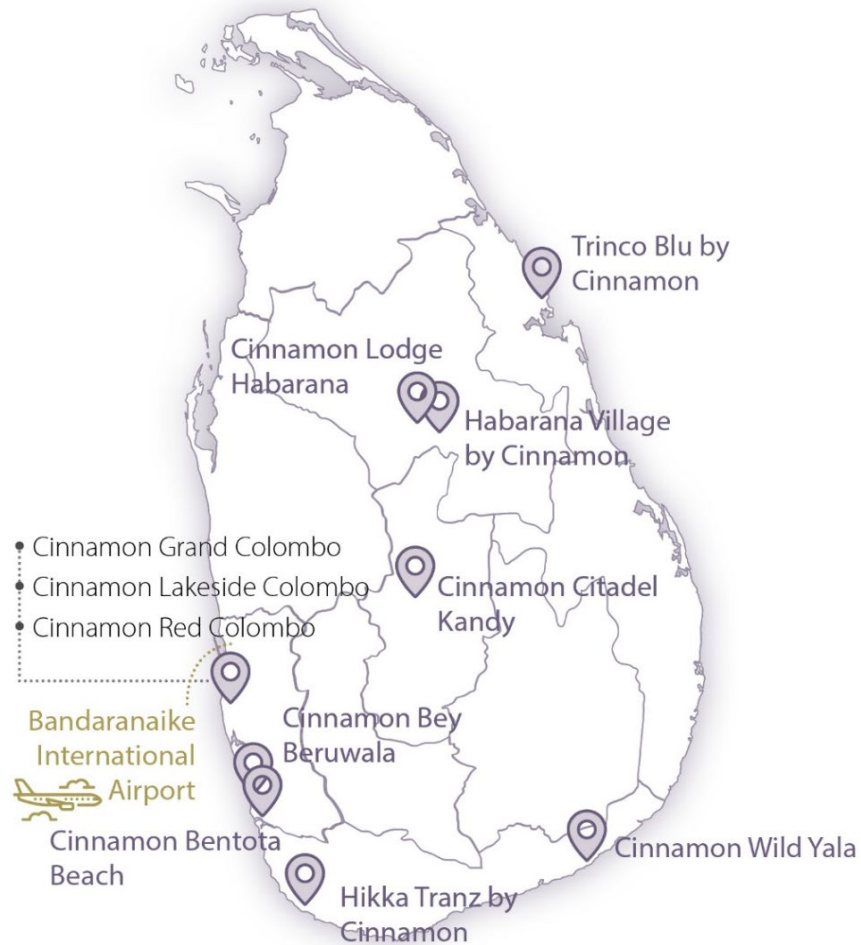 Trinco Blu by
Cinnamon
Cinnamon Lodge
Habarana
Habarana Village
by Cinnamon
Cinnamon Grand Colombo
Cinnamon Lakeside Colombo
Cinnamon Red Colombo
Cinnamon Citadel
Kandy
Bandaranaike
International
Airport
Cinnamon Bey
Beruwala
Cinnamon Bentota
Beach
Cinnamon Wild Yala
Hikka Tranz by
Cinnamon